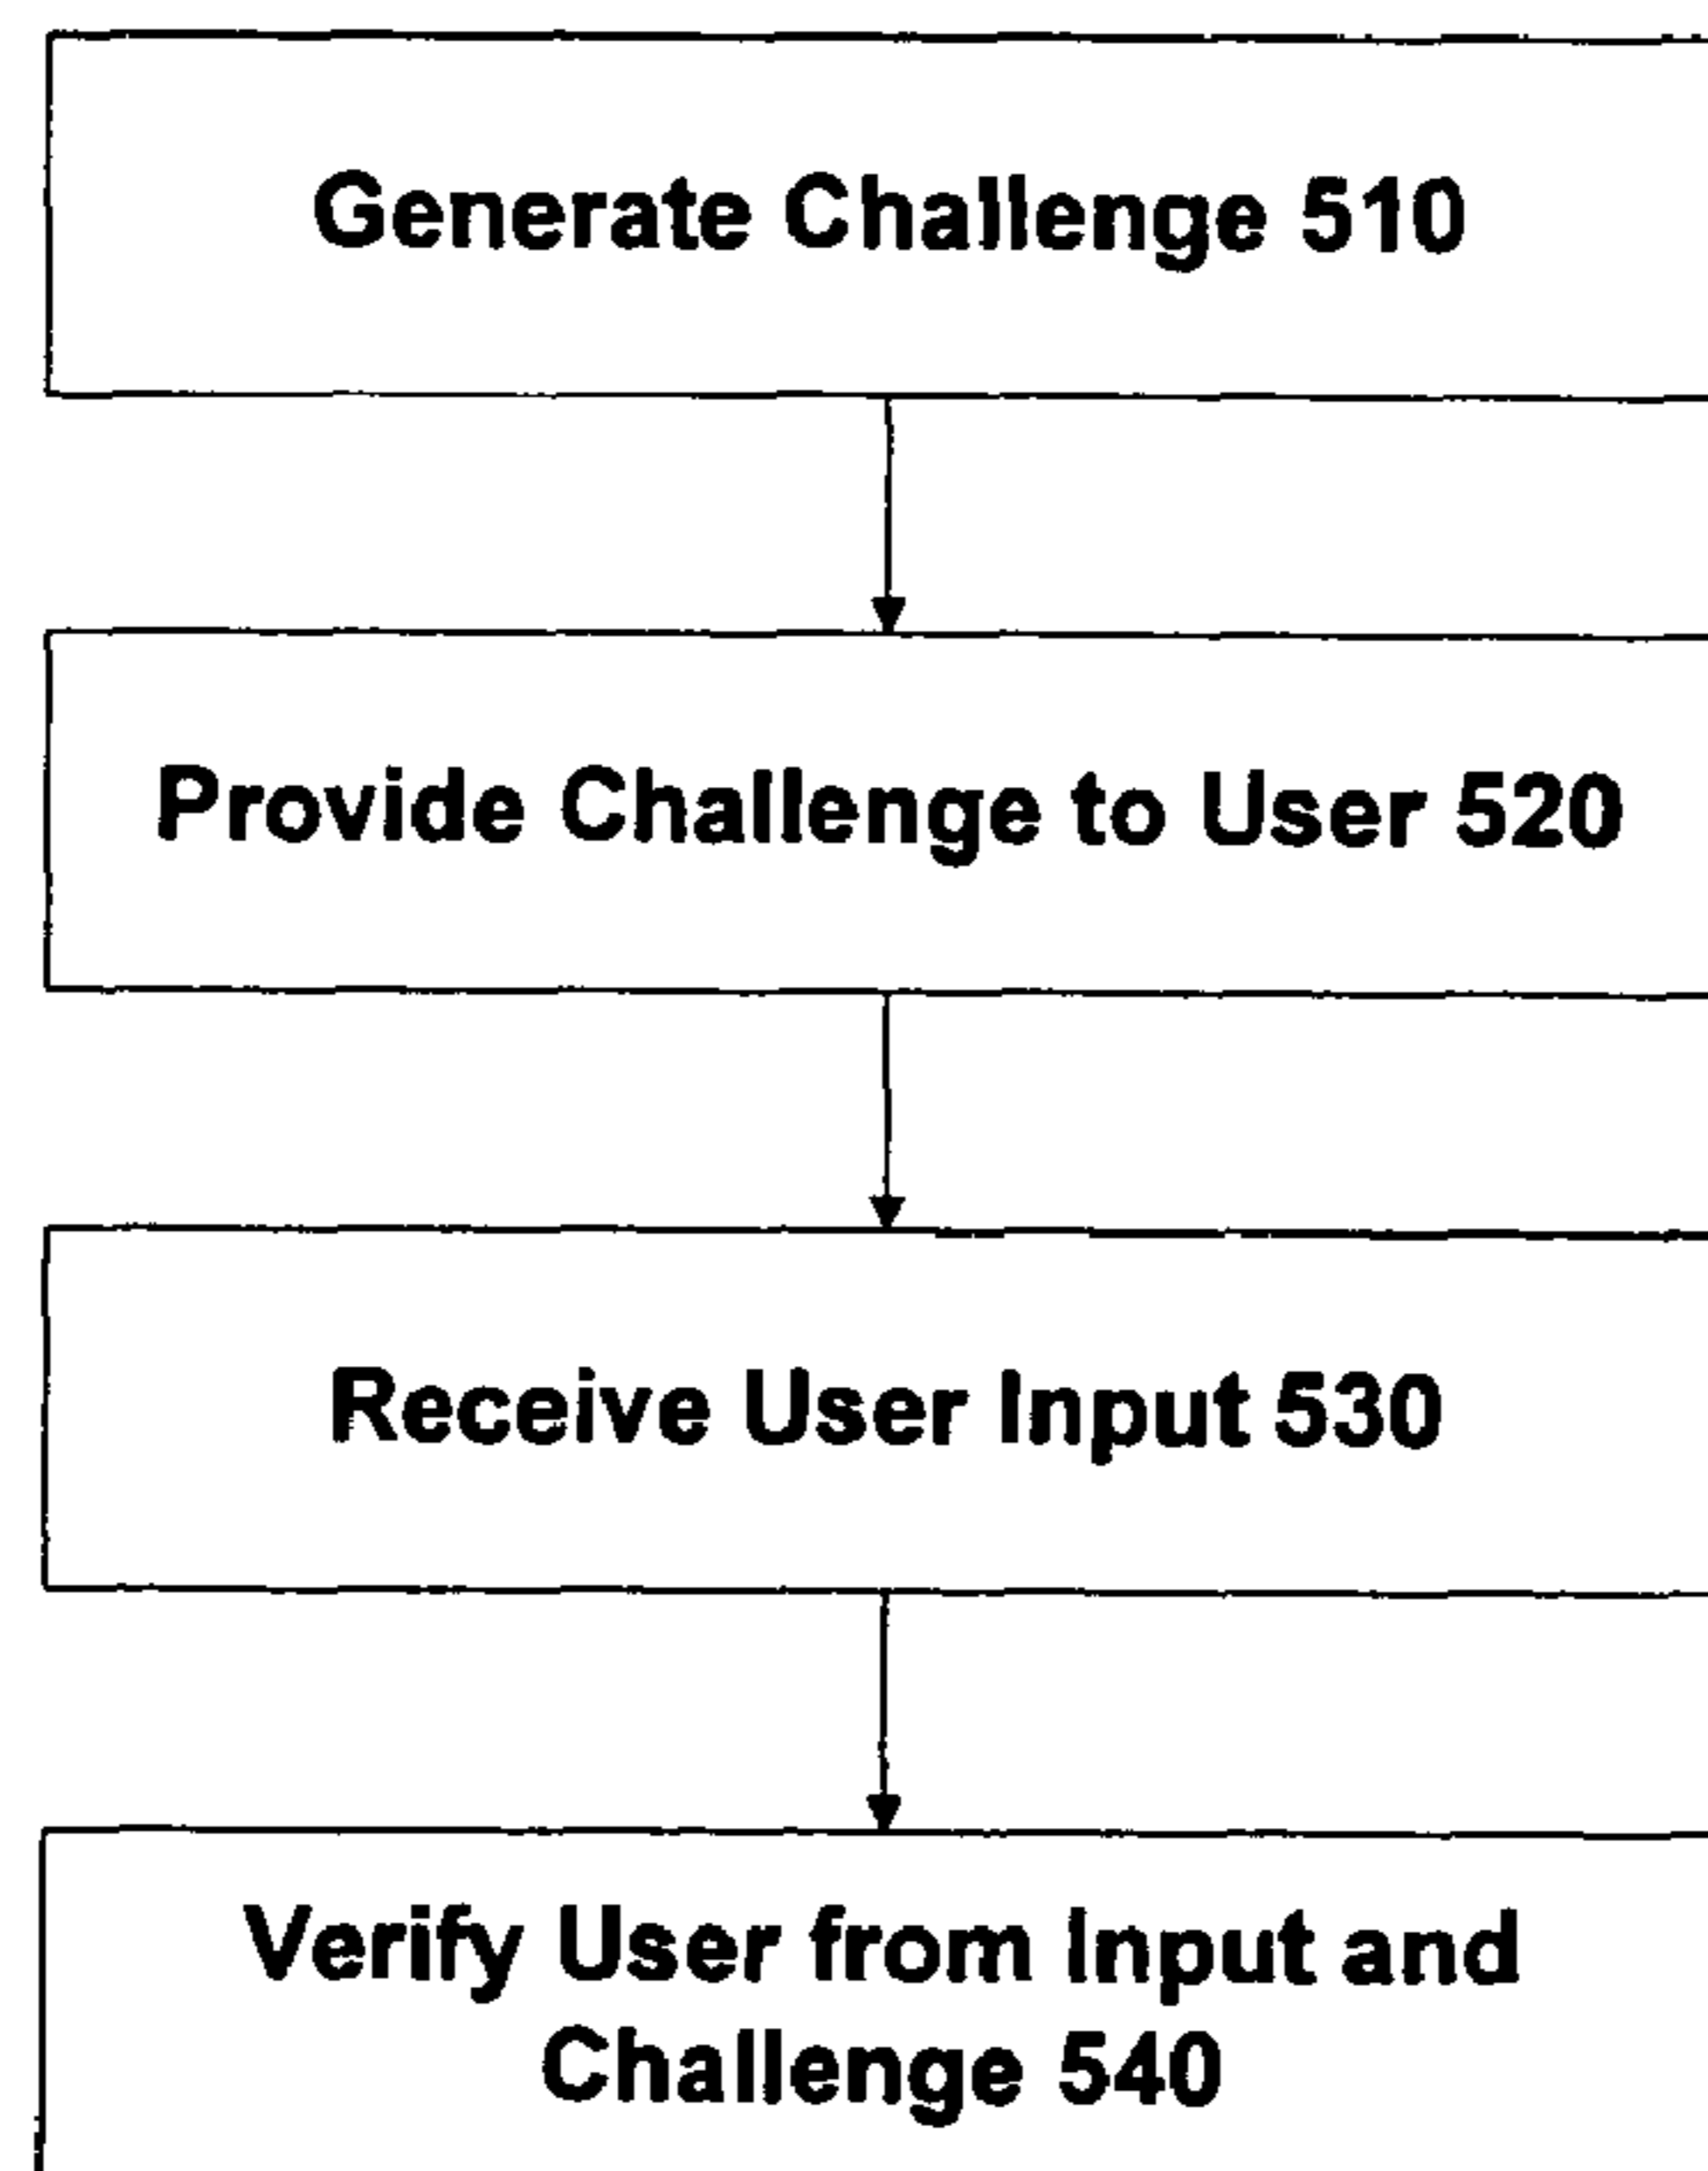 Generate Challenge 510
Provide Challenge to User 520
Receive User Input 530
Verify User from Input and
Challenge 540